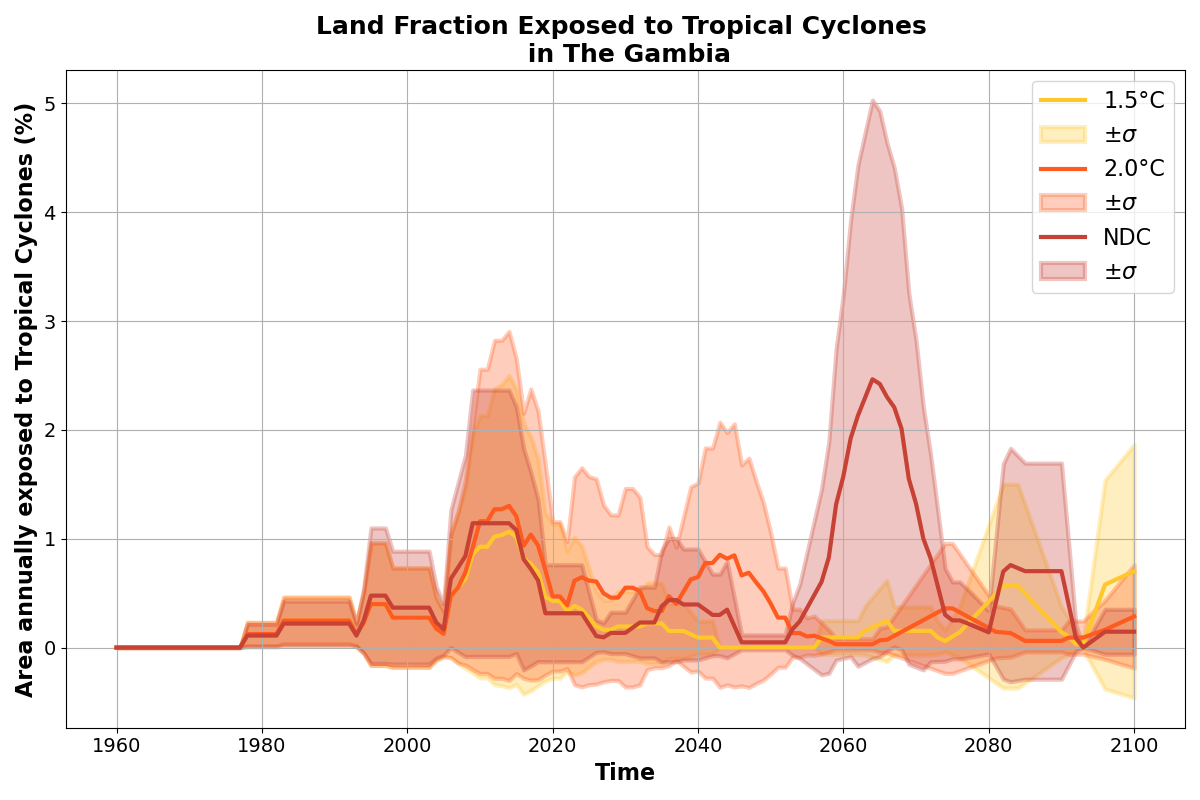 Land Fraction Exposed to Tropical Cyclones
in The Gambia
Area annually exposed to Tropical Cyclones (%)
5
4
3
2
1
0
1.5°C
±σ
2.0°C
±σ
NDC
±σ
1960 1980 2000 2020 2040 2060 2080 2100
Time